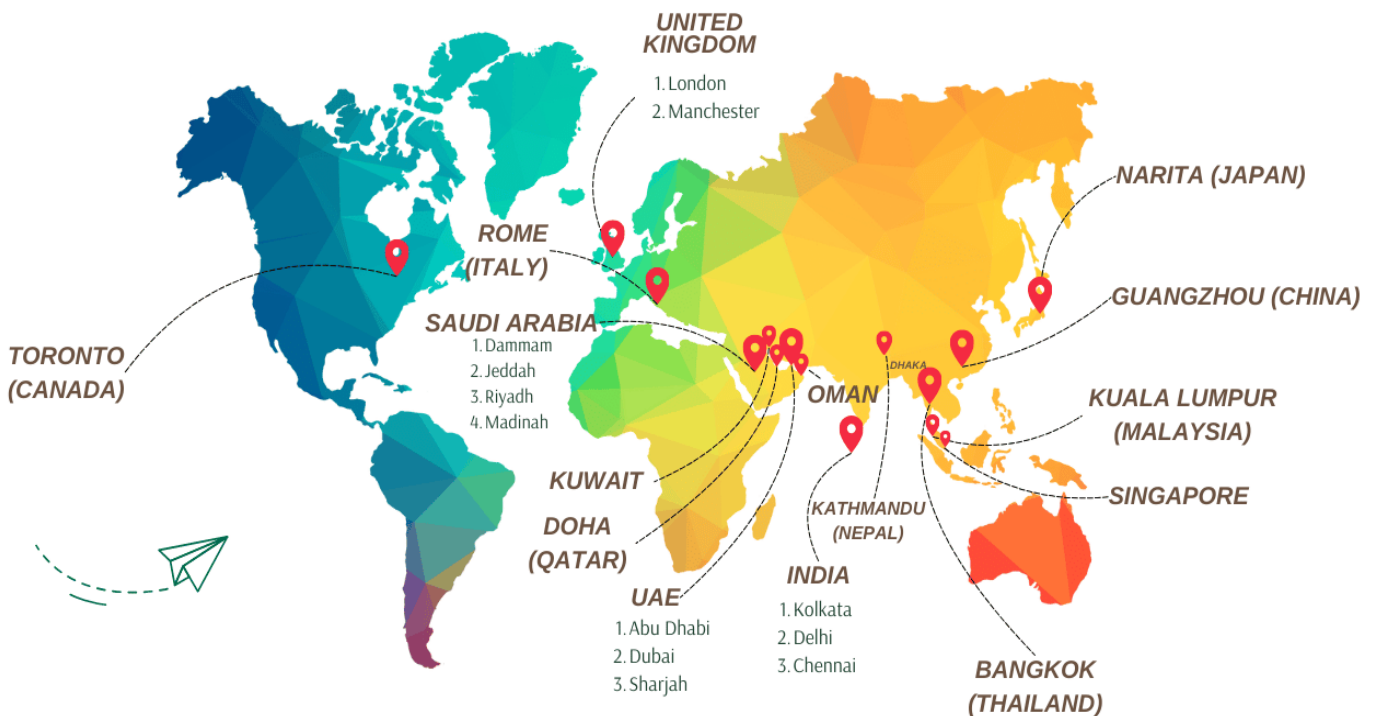 UNITED
KINGDOM
1. London
2. Manchester
NARITA (JAPAN)
ROME
(ITALY)
GUANGZHOU (CHINA)
SAUDI ARABIA
1. Dammam
2. Jeddah
3. Riyadh
4. Madinah
TORONTO
(CANADA)
DHAKA
OMAN
KUALA LUMPUR
(MALAYSIA)
KUWAIT
SINGAPORE
KATHMANDU
(NEPAL)
DOHA
(QATAR)
UAE
1. Abu Dhabi
2. Dubai
3. Sharjah
INDIA
1. Kolkata
2. Delhi
3. Chennai
BANGKOK
(THAILAND)